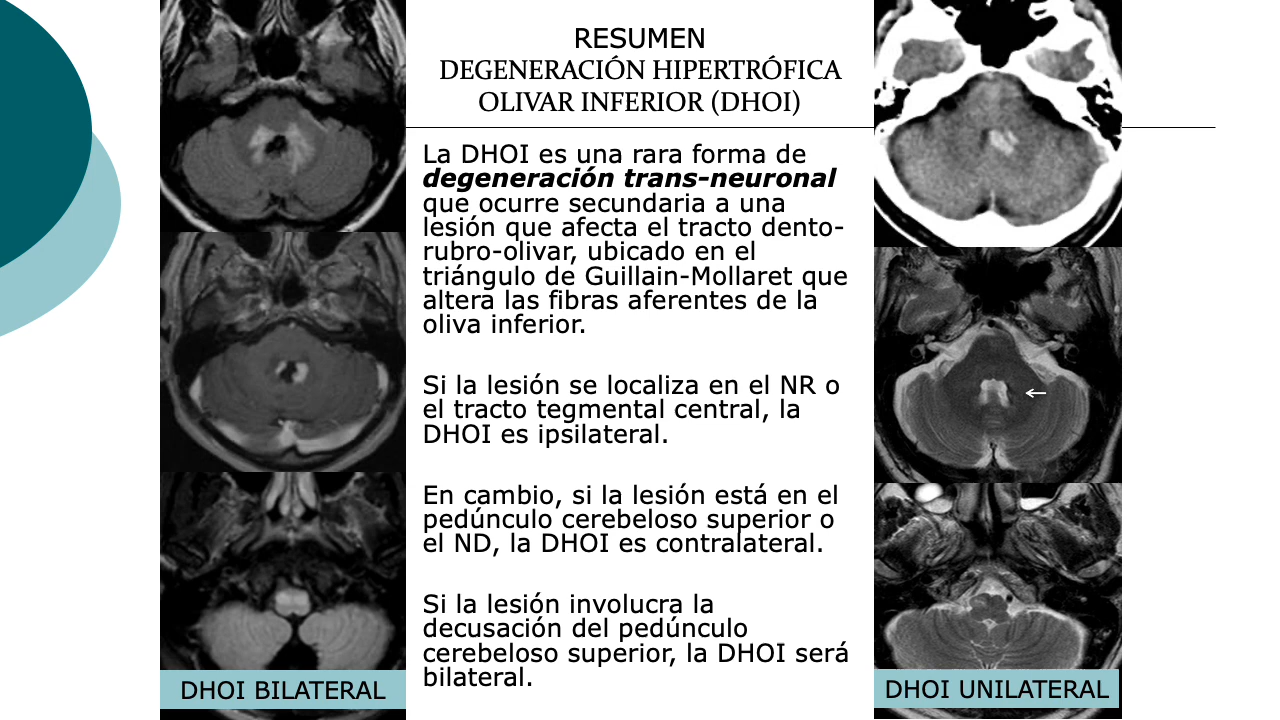 RESUMEN
DEGENERACIÓN HIPERTRÓFICA
OLIVAR INFERIOR (DHOI)
La DHOI es una rara forma de
degeneración trans-neuronal
que ocurre secundaria a una
lesión que afecta el tracto dento-
rubro-olivar, ubicado en el
triángulo de Guillain-Mollaret que
altera las fibras aferentes de la
oliva inferior.
Si la lesión se localiza en el NR o
el tracto tegmental central, la
DHOI es ipsilateral.
En cambio, si la lesión está en el
pedúnculo cerebeloso superior o
el ND, la DHOI es contralateral.
Si la lesión involucra la
decusación del pedúnculo
cerebeloso superior, la DHOI será
bilateral.
DHOI BILATERAL
DHOI UNILATERAL